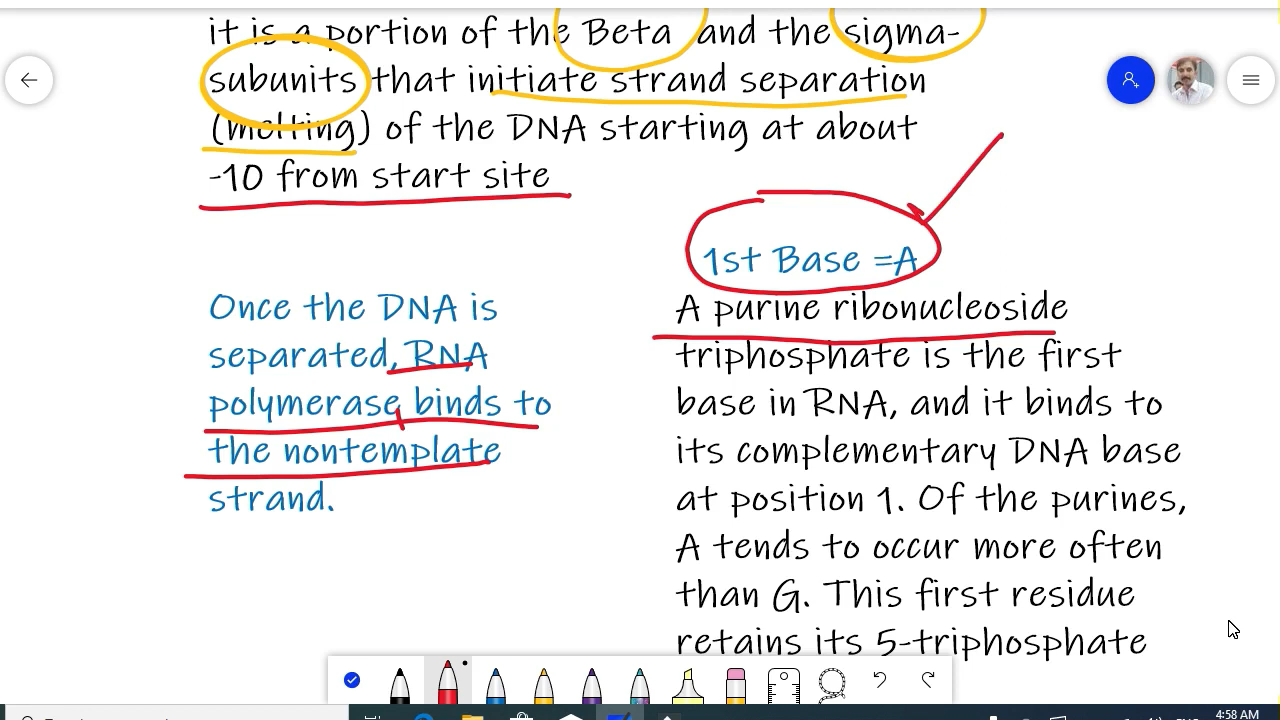 it is a portion of the Beta and the sigma-
subunits that initiate strand separation
(melting) of the DNA starting at about
-10 from start site
Once the DNA is
separated, RNA
polymerase binds to
the nontemplate
strand.
1st Base =A
A purine ribonucleoside
triphosphate is the first
base in RNA, and it binds to
its complementary DNA base
at position 1. Of the purines,
A tends to occur more often
than G. This first residue
retains its 5-triphosphate
4:58 AM